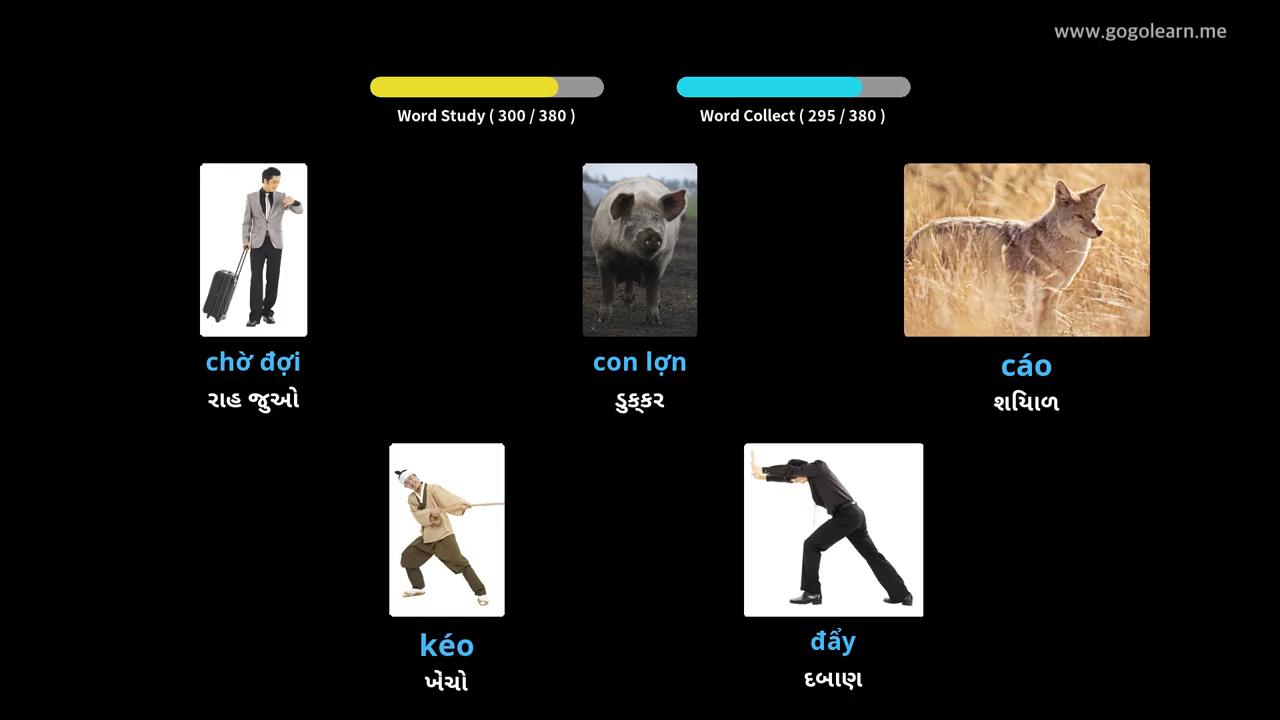 www.gogolearn.me
Word Study ( 300 / 380 )
Word Collect ( 295 / 380 )
chờ đợi
રાહ જુઓ
con lợn
ડુક્કર
cáo
શિયાળ
kéo
ખેચો
đẩy
દબાણ